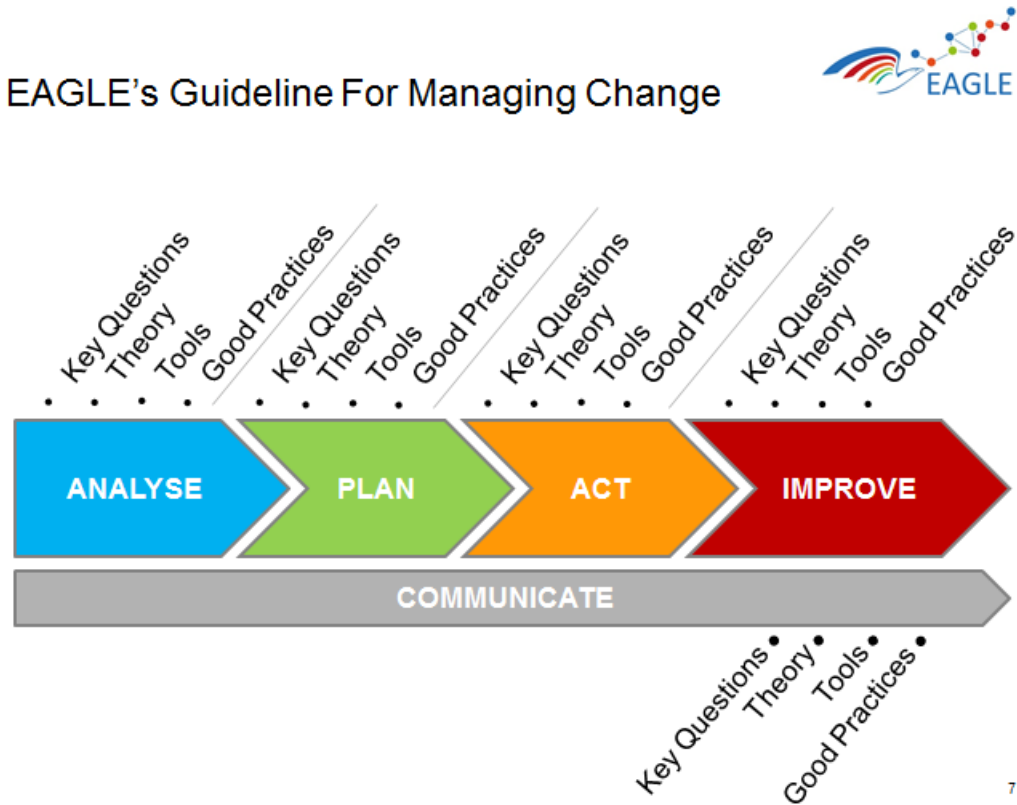 EAGLE
EAGLE's Guideline For Managing Change
Key Questions
Theory
Tools
Good Practices
Key Questions
Theory
Tools
Good Practices
Key Questions
Theory
Tools
Good Practices
Key Questions
Theory
Tools
Good Practices
ANALYSE
PLAN
ACT
IMPROVE
COMMUNICATE
Key Questions
Theory
Tools
Good Practices
7